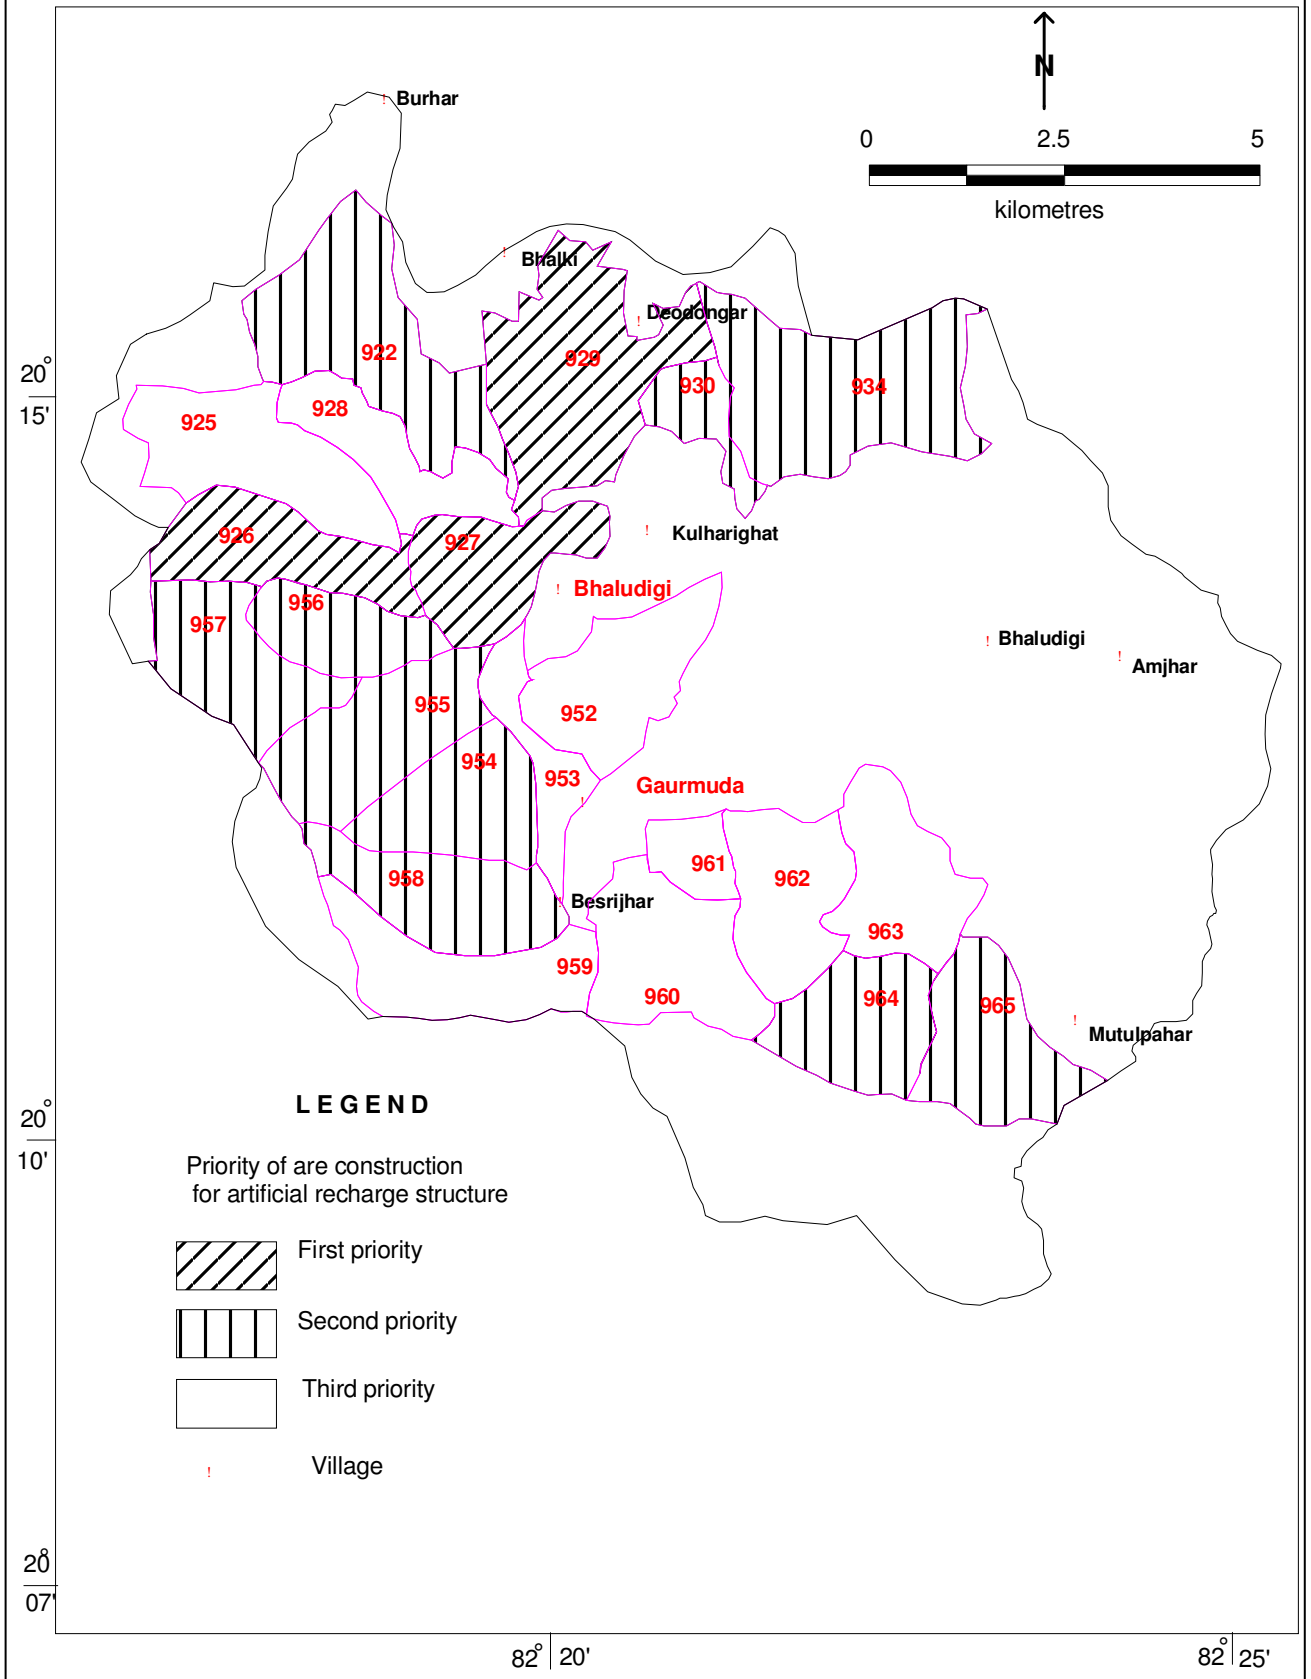 N
Burhar
0 2.5 5
kilometres
Bhalki
Deodongar
922
929
20°
15'
930
934
928
925
926
927
Kulharighat
Bhaludigi
956
957
Bhaludigi
Amjhar
955
952
954
953
Gaurmuda
961
962
958
Besrijhar
963
959
960
964
965
Mutulpahar
LEGEND
20°
10'
Priority of are construction
for artificial recharge structure
First priority
Second priority
Third priority
Village
20°
07'
82° 20'
82° 25'